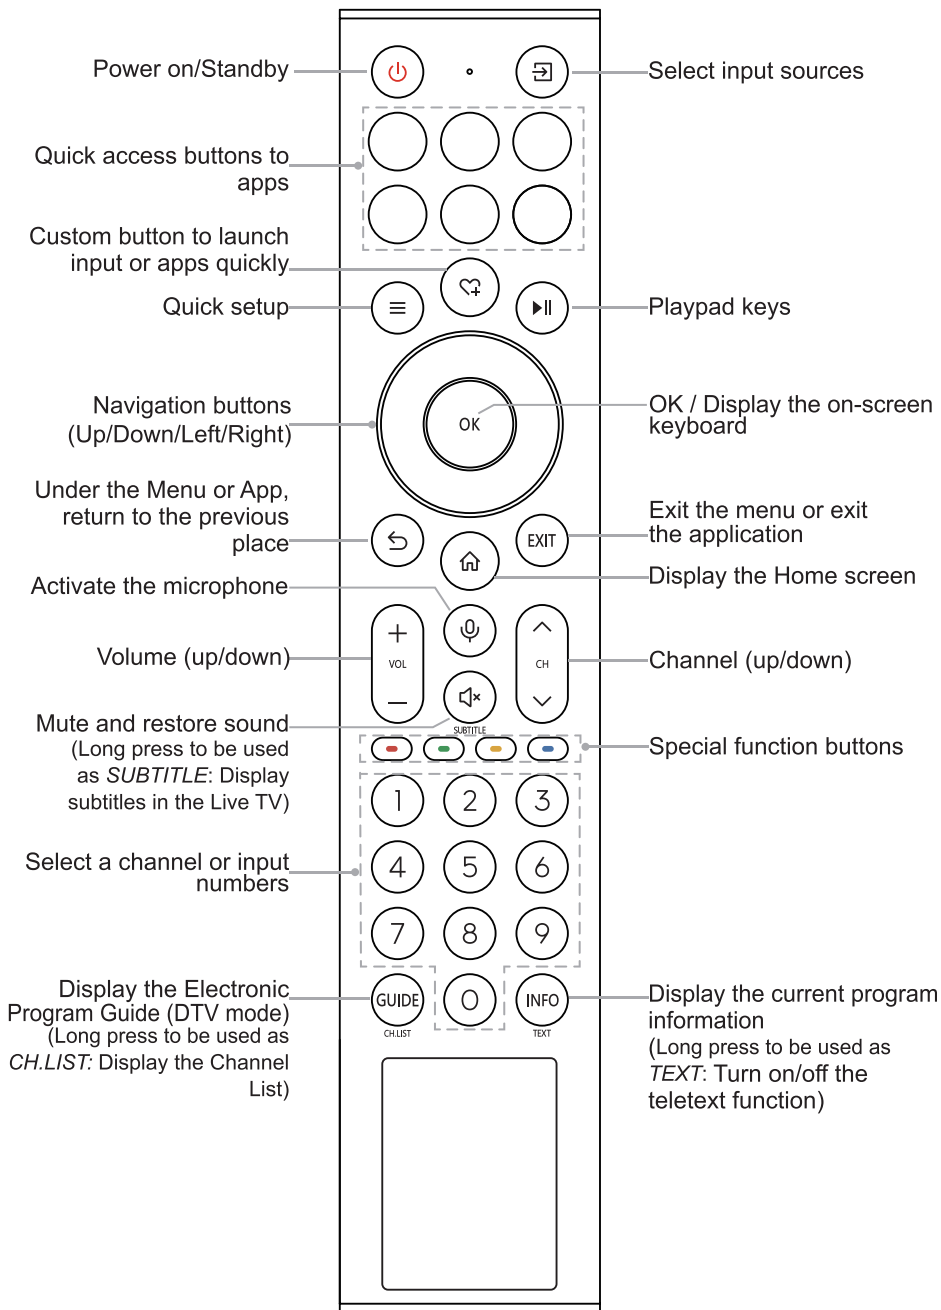 Power on/Standby
Select input sources
Quick access buttons to
apps
Custom button to launch
input or apps quickly
Quick setup
Playpad keys
Navigation buttons
(Up/Down/Left/Right)
OK
OK / Display the on-screen
keyboard
Under the Menu or App,
return to the previous
place
EXIT
Exit the menu or exit
the application
Display the Home screen
Activate the microphone
Volume (up/down)
VOL
CH
Channel (up/down)
Mute and restore sound
(Long press to be used
as SUBTITLE: Display
subtitles in the Live TV)
SUBTITLE
Special function buttons
1 2 3
4 5 6
7 8 9
Select a channel or input
numbers
Display the Electronic
Program Guide (DTV mode)
(Long press to be used as
CH.LIST: Display the Channel
List)
GUIDE 0 INFO
CH.LIST TEXT
Display the current program
information
(Long press to be used as
TEXT: Turn on/off the
teletext function)